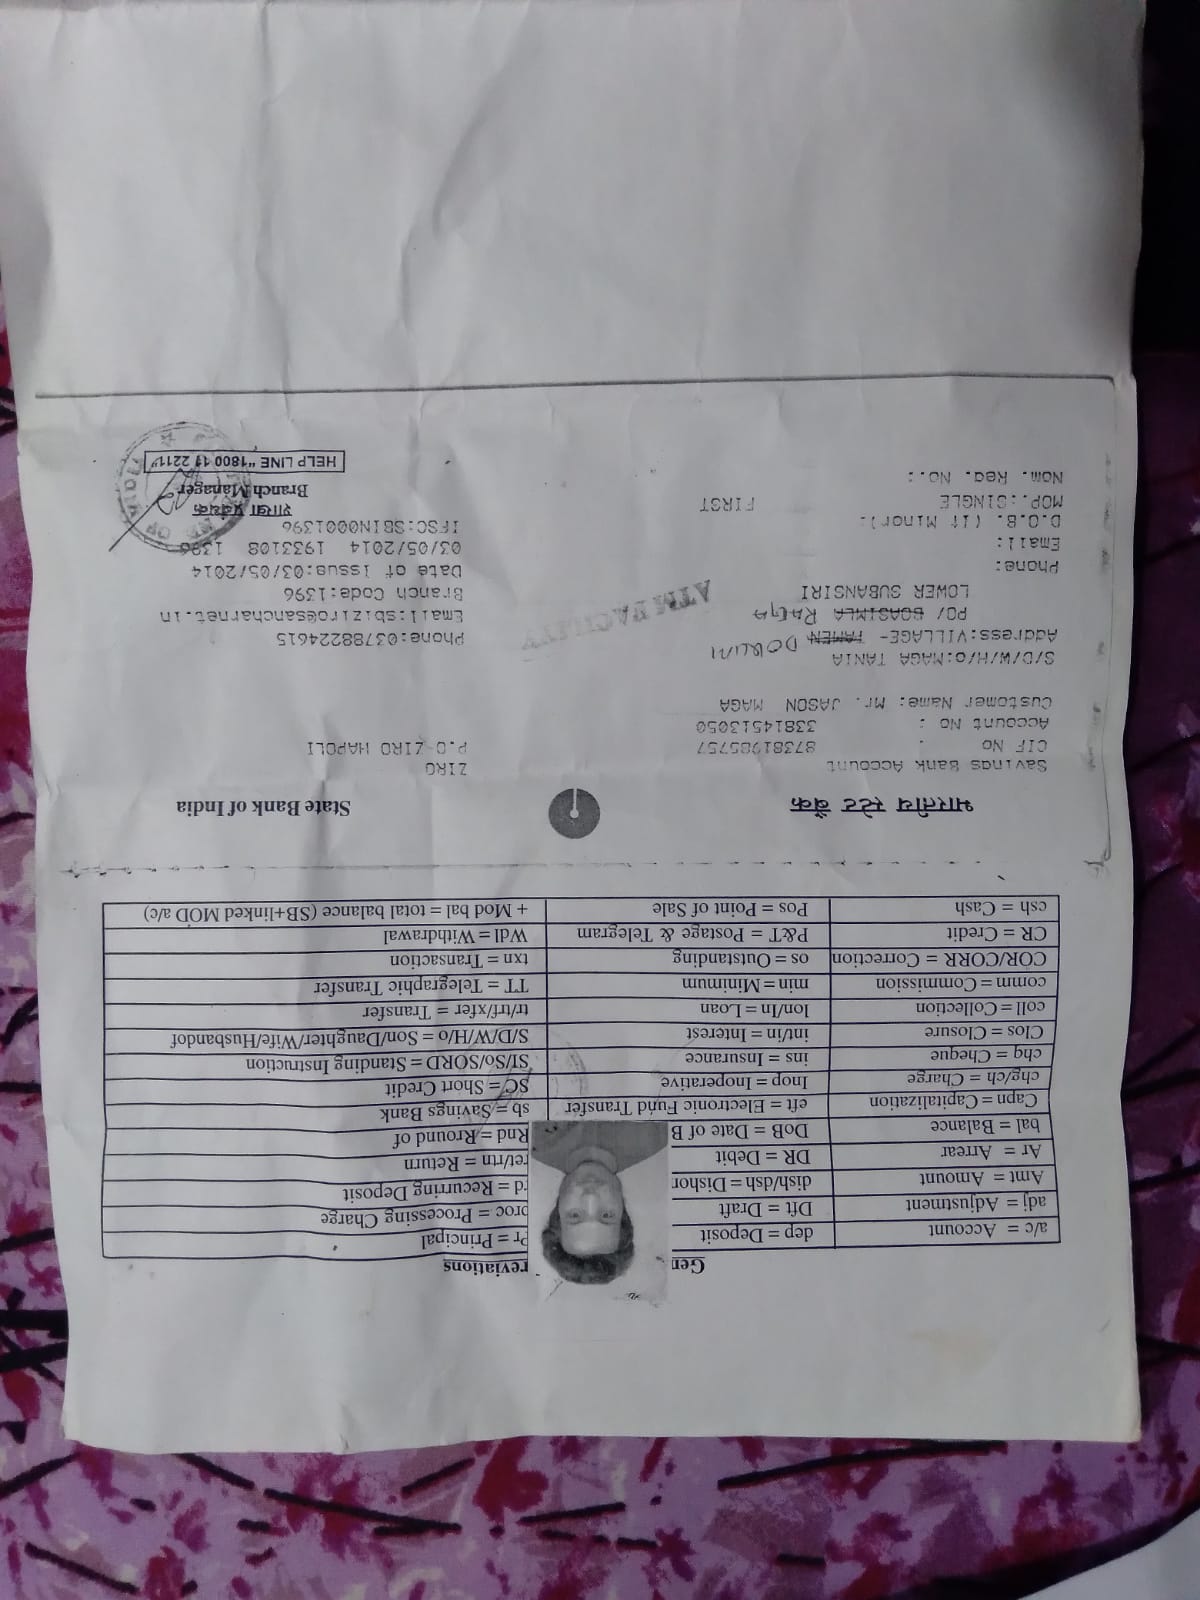 Gen
reviations
a/c = Account
dep = Deposit
Pr = Principal
adj = Adjustment
Dft = Draft
proc = Processing Charge
Amt = Amount
dish/dsh = Dishor
rd = Recurring Deposit
Ar = Arrear
DR = Debit
ret/rtn = Return
bal = Balance
DoB = Date of B
Rnd = Rround of
Capn = Capitalization
eft = Electronic Fund Transfer
sb = Savings Bank
chg/ch = Charge
Inop = Inoperative
SC = Short Credit
chq = Cheque
ins = Insurance
SI/So/SORD = Standing Instruction
Clos = Closure
int/in = Interest
S/D/W/H/o = Son/Daughter/Wife/Husbandof
coll = Collection
lon/ln = Loan
tr/trf/xfer = Transfer
comm = Commission
min = Minimum
TT = Telegraphic Transfer
COR/CORR = Correction
os = Outstanding
txn = Transaction
CR = Credit
P&T = Postage & Telegram
Wdl = Withdrawal
csh = Cash
Pos = Point of Sale
+ Mod bal = total balance (SB+linked MOD a/c)
भारतीय स्टेट बैंक
State Bank of India
Savings Bank Account
ZIRO
CIF No : 87381985757
P.O-ZIRO HAPOLI
Account No : 33814513050
Customer Name: Mr. JASON MAGA
S/D/W/H/o:MAGA TANIA
Address:VILLAGE- TAMEN DOLLUI
Phone:03788224615
PO/ BOASIMLA RAGA
Email:sbiziro@sancharnet.in
LOWER SUBANSIRI
Branch Code:1396
ATM FACILITY
Phone:
Date of Issue:03/05/2014
Email:
03/05/2014 1933108 1396
D.O.B. (if Minor):
IFSC:SBIN0001396
MOP.:SINGLE FIRST
शाखा प्रबंधक
Nom. Reg. No.:
Branch Manager
HELP LINE "1800 11 2211"